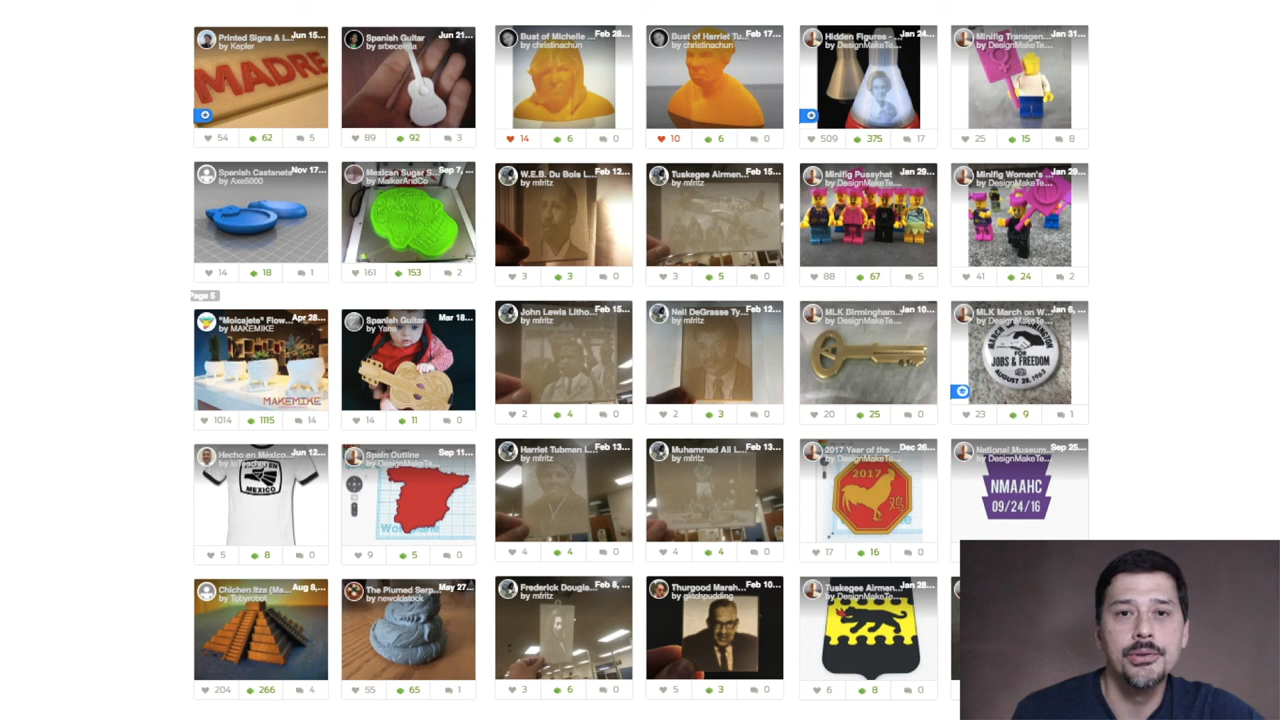 Printed Signs & L... Jun 15...
by Kepler
MADRE
54 62 5
Spanish Guitar Jun 21...
by srbecerrila
89 92 3
Bust of Michelle ... Feb 28...
by christinachun
14 6 0
Bust of Harriet Tu... Feb 17...
by christinachun
10 6 0
Hidden Figures - ... Jan 24...
by DesignMakeTe...
509 375 17
Minifig Transgen... Jan 31...
by DesignMakeTe...
25 15 8
Spanish Castanets Nov 17...
by Axe5000
14 18 1
Mexican Sugar S... Sep 7, ...
by MakerAndCo
161 153 2
W.E.B. Du Bois L... Feb 12...
by mfritz
3 3 0
Tuskegee Airmen... Feb 15...
by mfritz
3 5 0
Minifig Pussyhat Jan 29...
by DesignMakeTe...
88 67 5
Minifig Women's ... Jan 29...
by DesignMakeTe...
41 24 2
Page 5
"Molcajete" Flow... Apr 28...
by MAKEMIKE
MAKEMIKE
1014 1115 14
Spanish Guitar Mar 18...
by Yana
14 11 0
John Lewis Litho... Feb 15...
by mfritz
2 4 0
Neil DeGrasse Ty... Feb 12...
by mfritz
2 3 0
MLK Birmingham... Jan 10...
by DesignMakeTe...
20 25 0
MLK March on W... Jan 6, ...
by DesignMakeTe...
FOR
JOBS & FREEDOM
AUGUST 28, 1963
23 9 1
Hecho en México... Jun 12...
MEXICO
5 8 0
Spain Outline Sep 11...
by DesignMakeTe...
9 5 0
Harriet Tubman L... Feb 13...
by mfritz
4 4 0
Muhammad Ali L... Feb 13...
by mfritz
4 4 0
2017 Year of the ... Dec 26...
by DesignMakeTe...
2017
鸡
17 16 0
National Museum... Sep 25...
by DesignMakeTe...
NMAAHC
09/24/16
Chichen Itza (Ma... Aug 8, ...
by Tobyrobot
204 266 4
The Plumed Serp... May 27...
by newoldstock
55 65 1
Frederick Dougla... Feb 8, ...
by mfritz
3 6 0
Thurgood Marsh... Feb 10...
by glitchpudding
5 3 0
Tuskegee Airmen... Jan 28...
by DesignMakeTe...
6 8 0